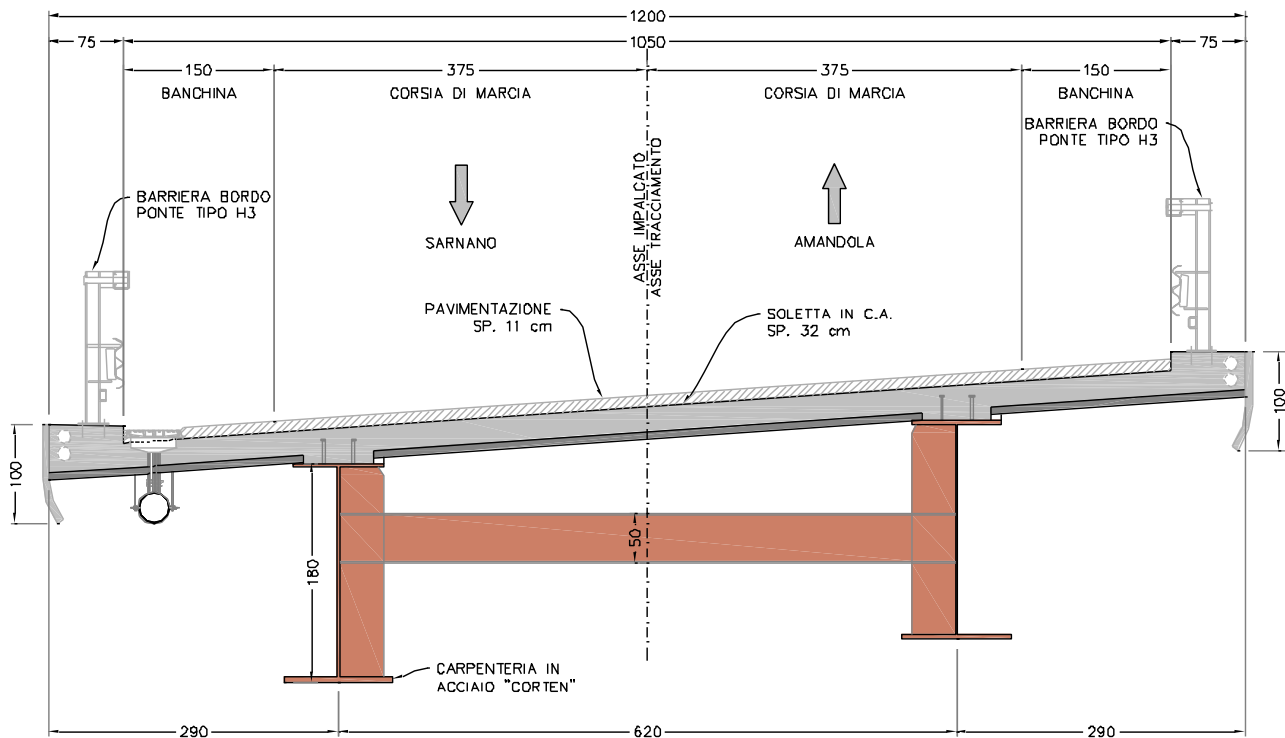 1200
75
1050
75
150
375
375
150
BANCHINA
CORSIA DI MARCIA
CORSIA DI MARCIA
BANCHINA
BARRIERA BORDO
PONTE TIPO H3
BARRIERA BORDO
PONTE TIPO H3
ASSE IMPALCATO
ASSE TRACCIAMENTO
SARNANO
AMANDOLA
PAVIMENTAZIONE
SP. 11 cm
SOLETTA IN C.A.
SP. 32 cm
100
100
50
180
CARPENTERIA IN
ACCIAIO "CORTEN"
290
620
290